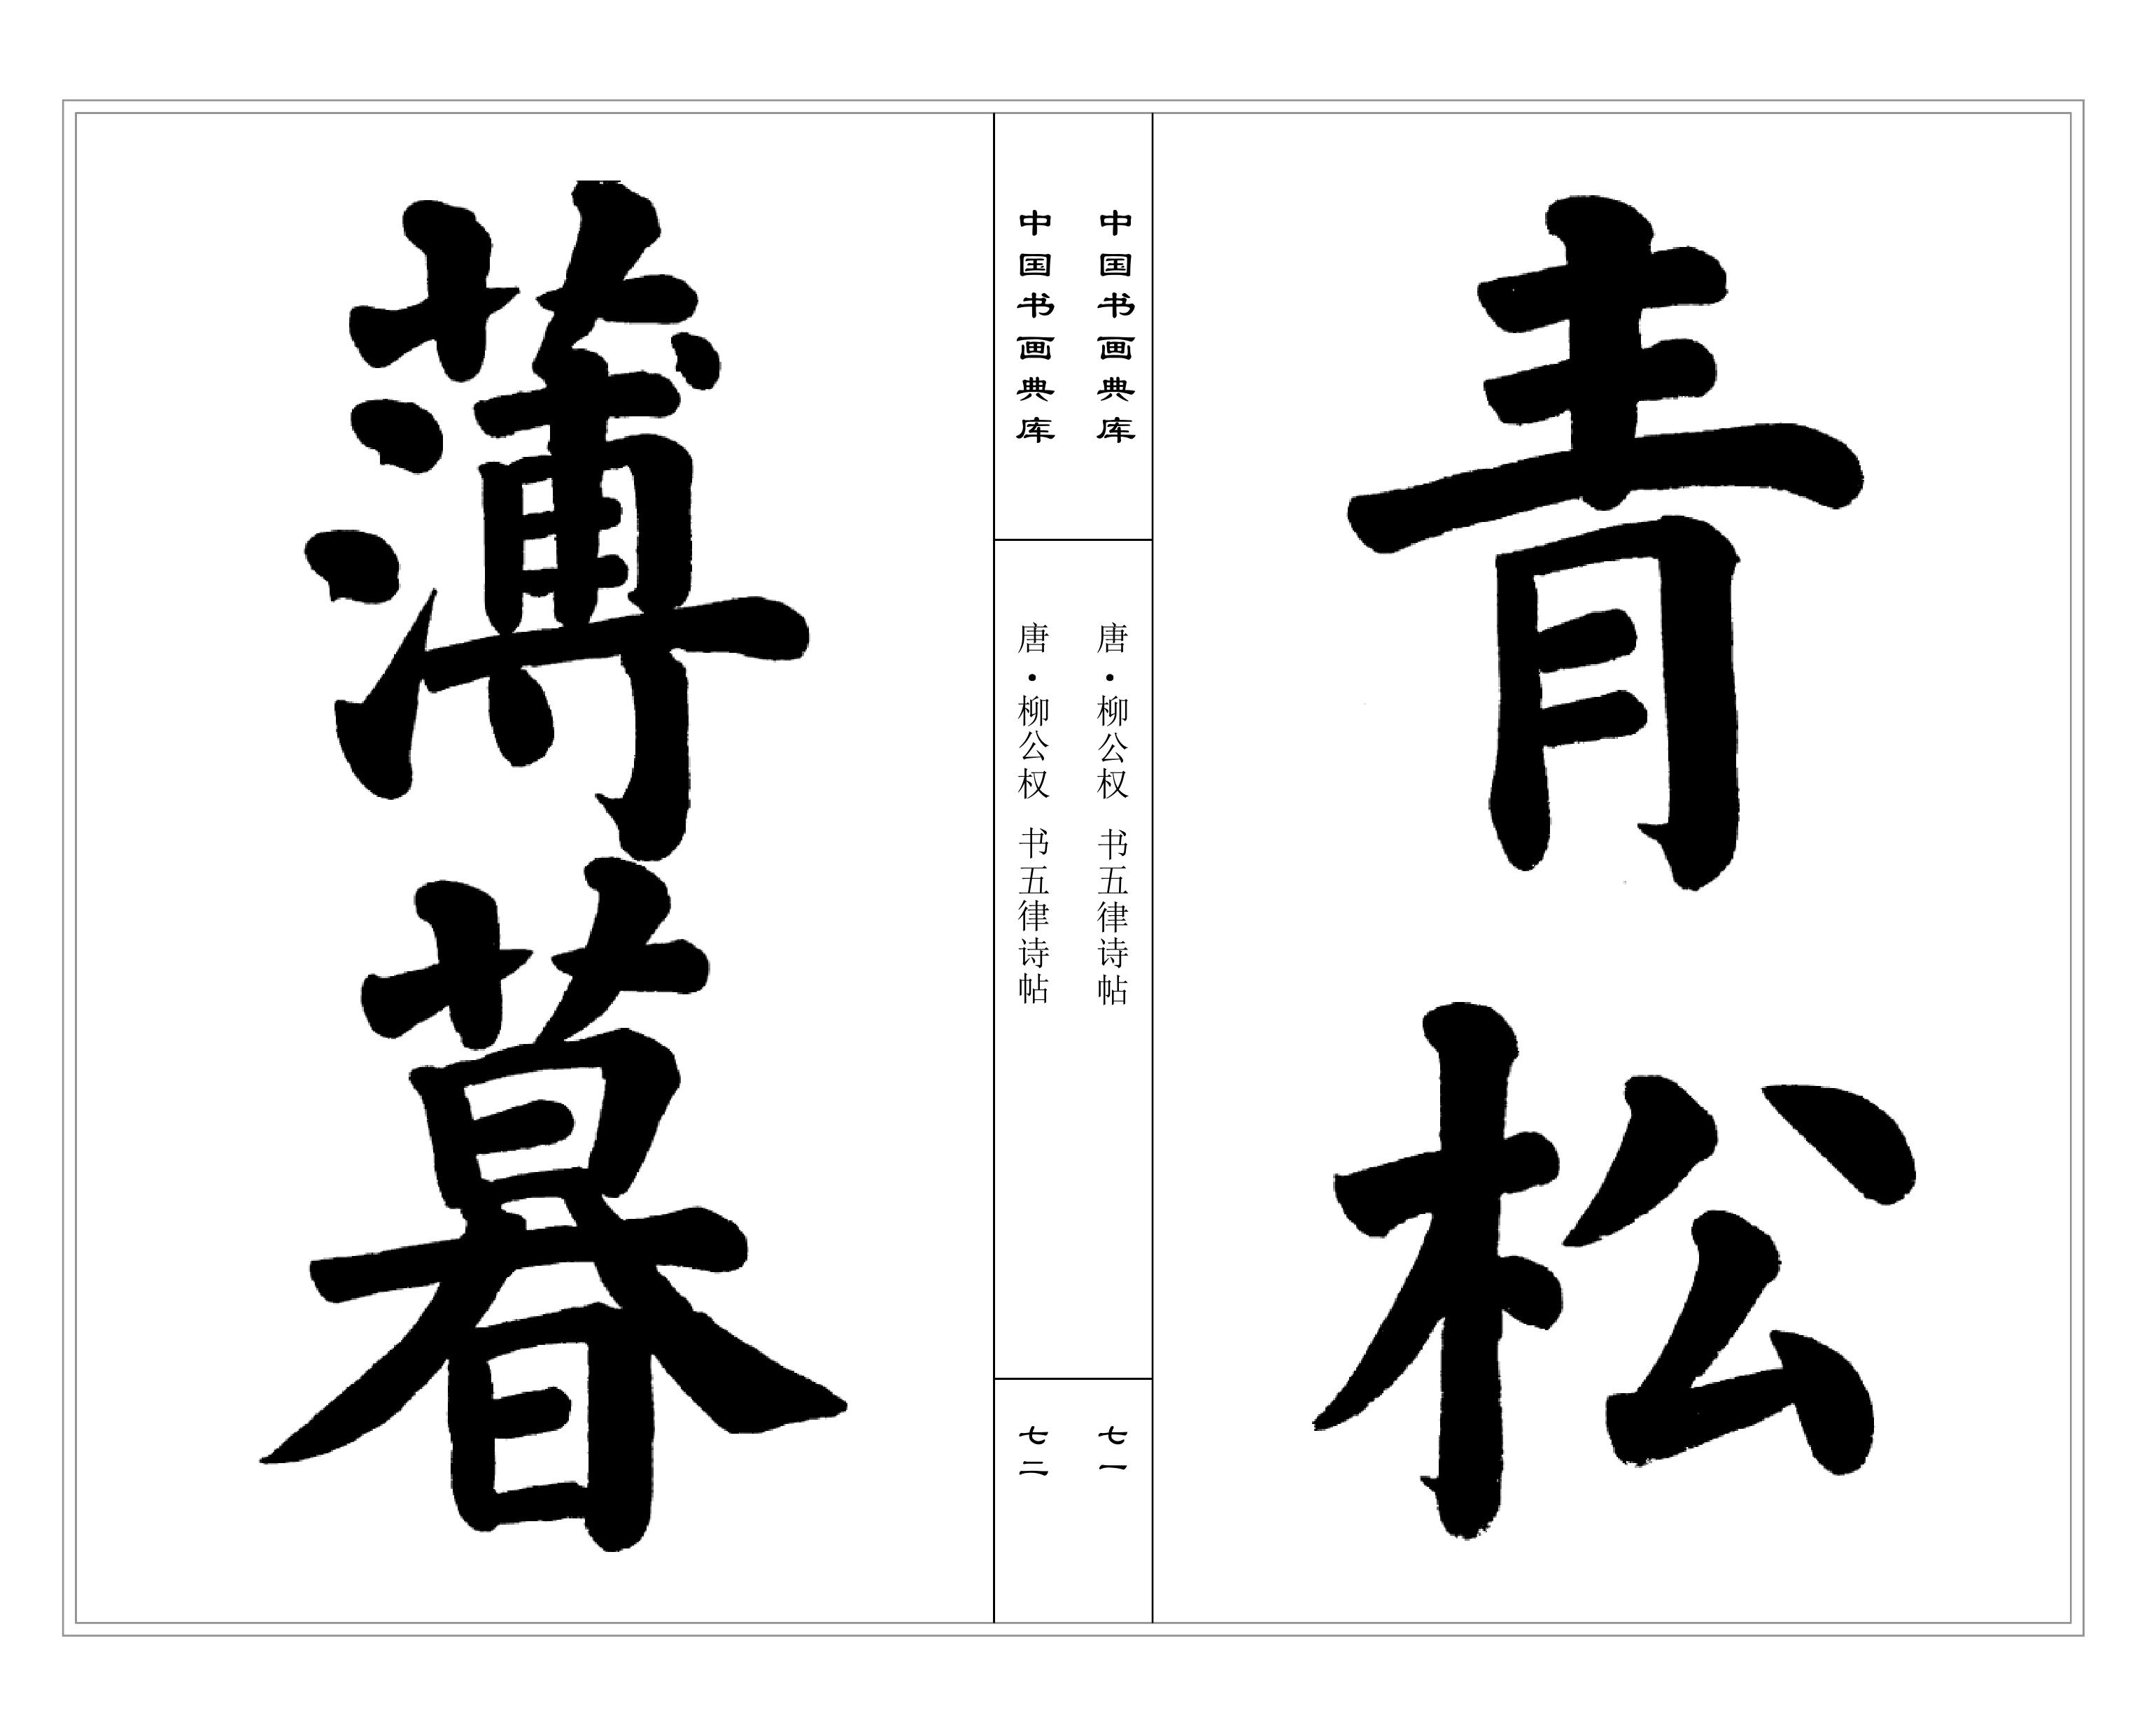 青松
中国书画典库
唐·柳公权 书五律诗帖
七一
中国书画典库
唐·柳公权 书五律诗帖
七二
薄暮